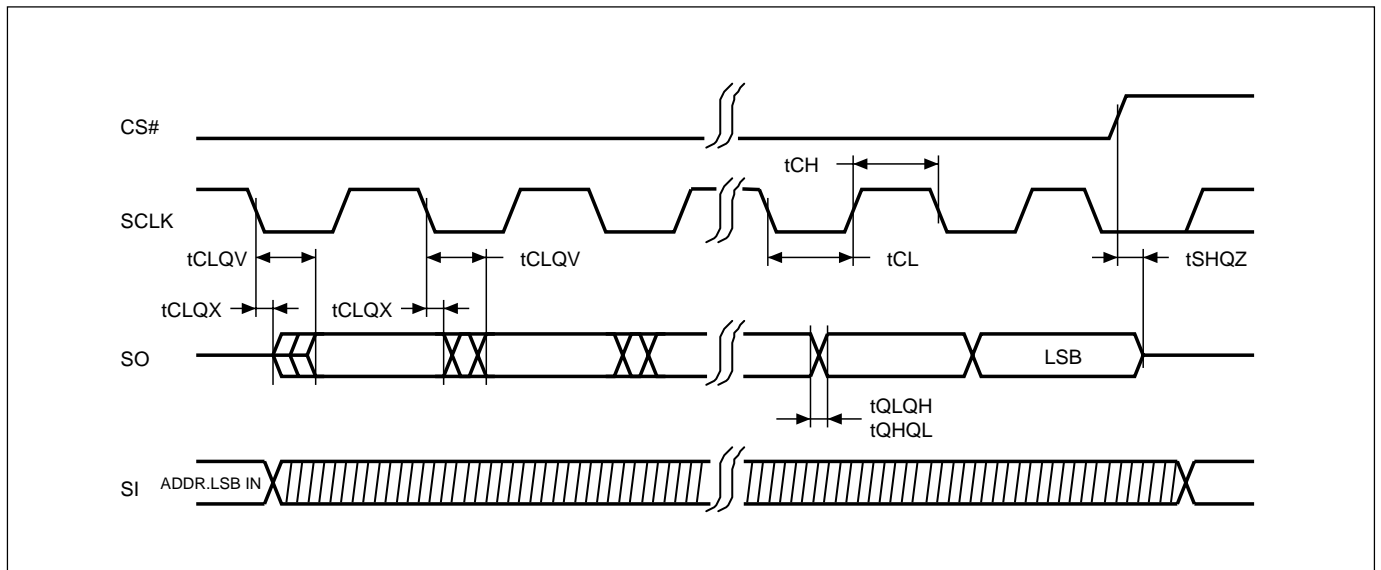 CS#
tCH
SCLK
tCLQV
tCLQV
tCL
tSHQZ
tCLQX
tCLQX
SO
LSB
tQLQH
tQHQL
SI
ADDR.LSB IN